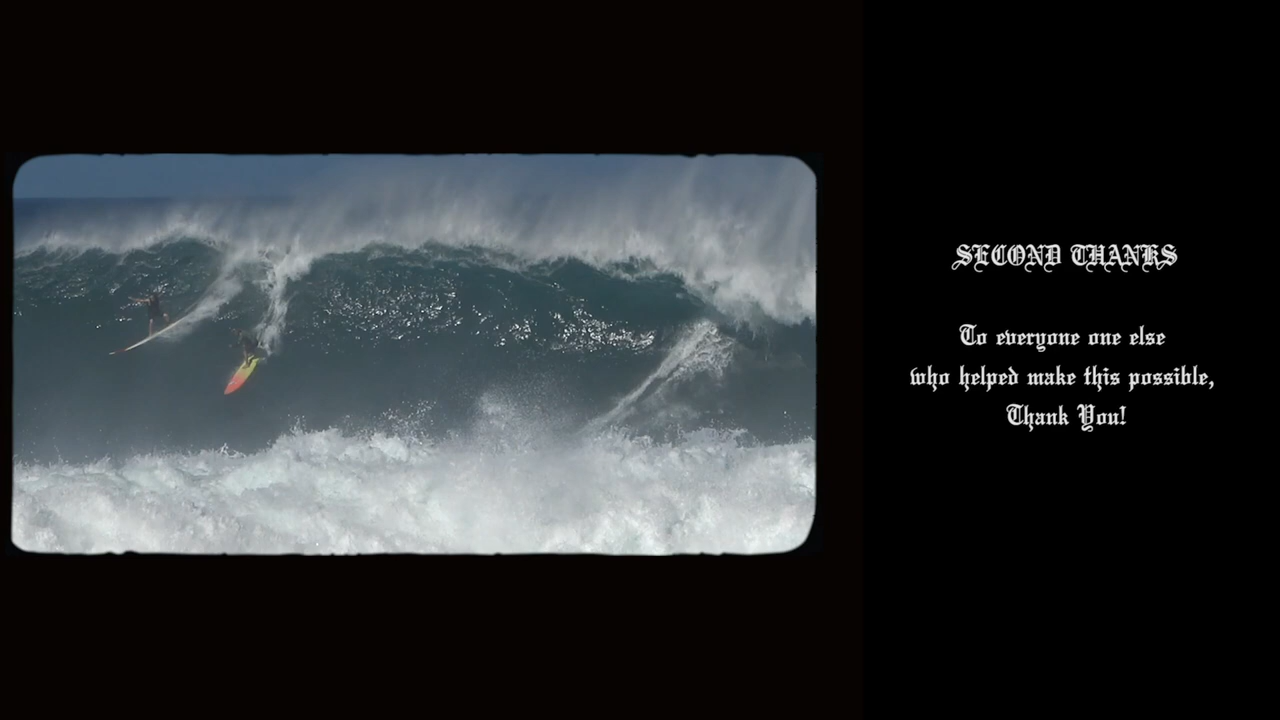 SECOND THANKS
To everyone one else
who helped make this possible,
Thank You!